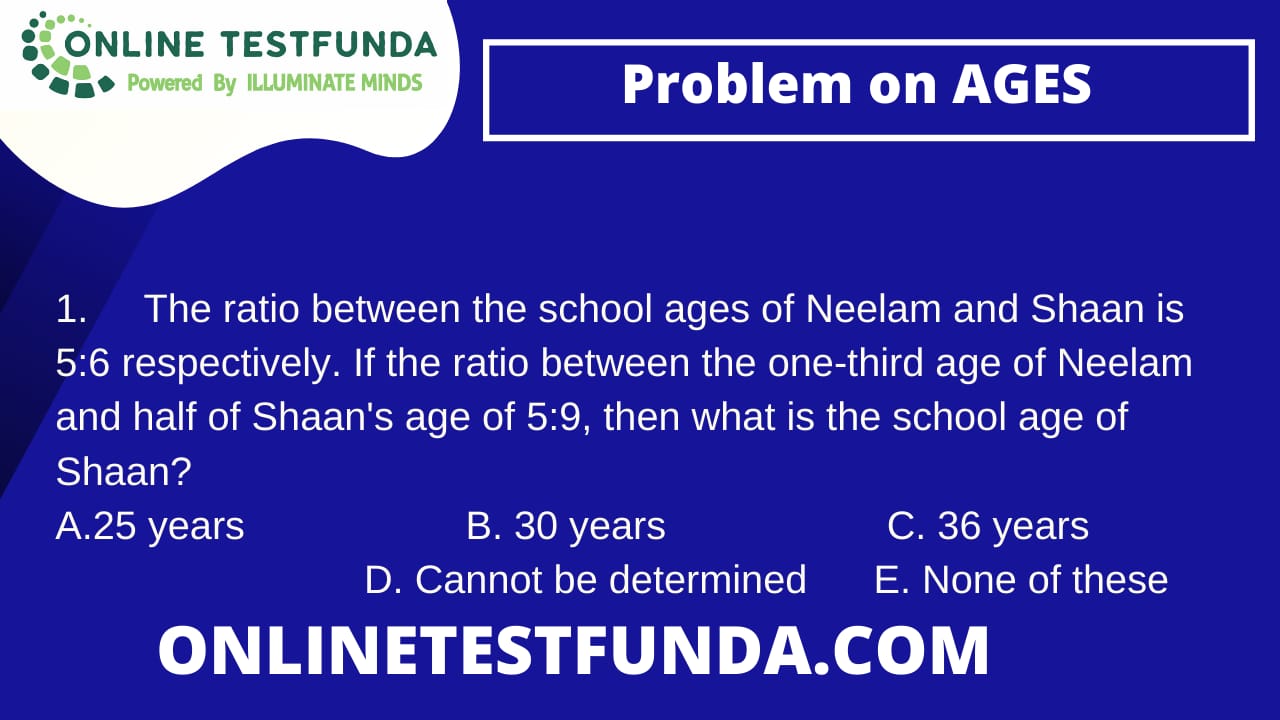 ONLINE TESTFUNDA
Powered By ILLUMINATE MINDS
Problem on AGES
1. The ratio between the school ages of Neelam and Shaan is
5:6 respectively. If the ratio between the one-third age of Neelam
and half of Shaan's age of 5:9, then what is the school age of
Shaan?
A.25 years B. 30 years C. 36 years
D. Cannot be determined E. None of these
ONLINETESTFUNDA.COM